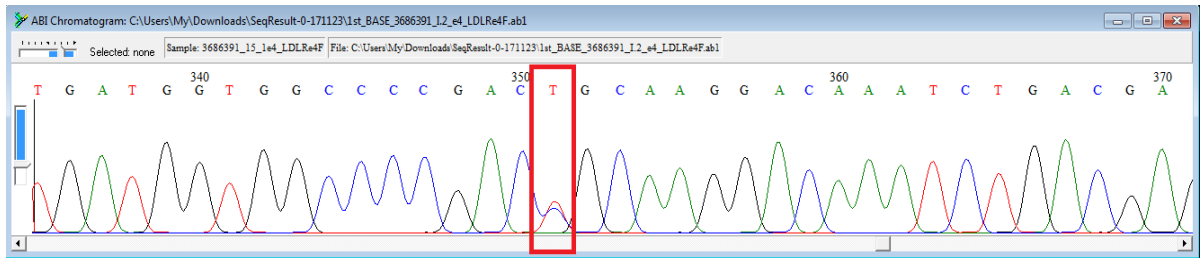 ABI Chromatogram: C:\Users\My\Downloads\SeqResult-0-171123\1st_BASE_3686391_I.2_e4_LDLRe4F.ab1
Selected: none Sample: 3686391_15_1e4_LDLRe4F File: C:\Users\My\Downloads\SeqResult-0-171123\1st_BASE_3686391_I.2_e4_LDLRe4F.ab1
340 350 360 370
T G A T G G T G G C C C C G A C T G C A A G G A C A A A T C T G A C G A